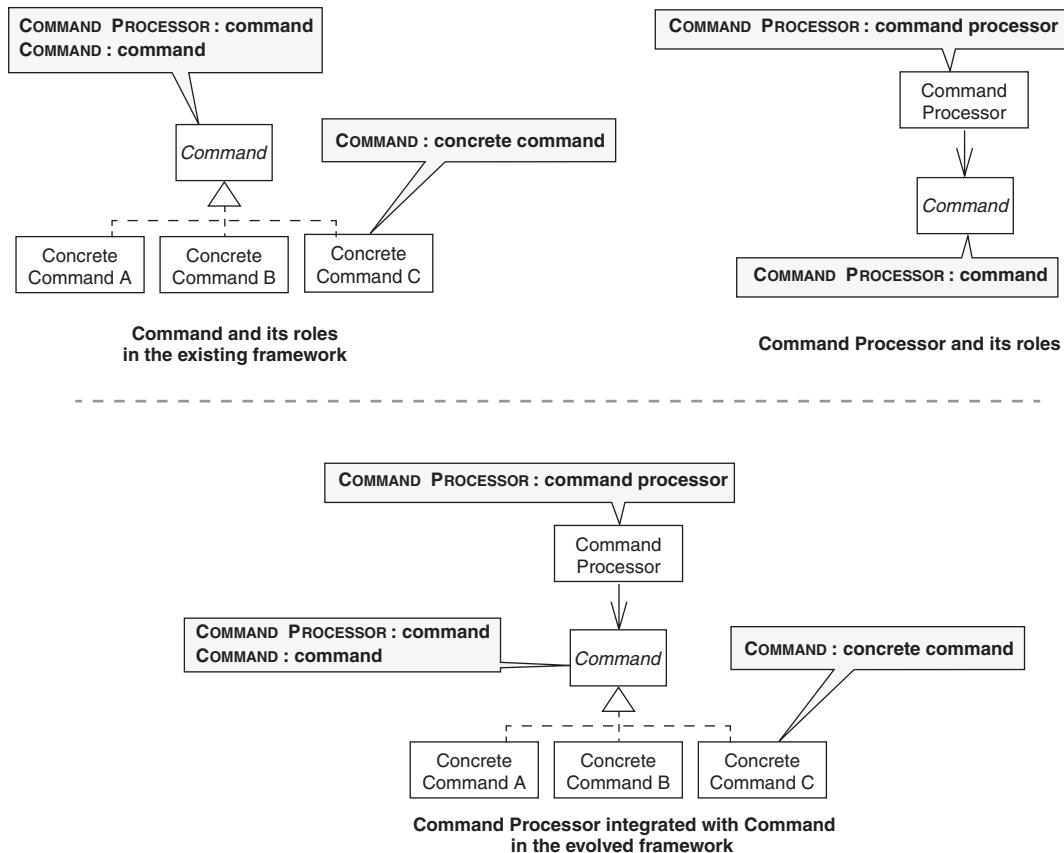 COMMAND PROCESSOR : command
COMMAND : command
Command
COMMAND : concrete command
Concrete
Command A
Concrete
Command B
Concrete
Command C
Command and its roles
in the existing framework
COMMAND PROCESSOR : command processor
Command
Processor
Command
COMMAND PROCESSOR : command
Command Processor and its roles
COMMAND PROCESSOR : command processor
Command
Processor
COMMAND PROCESSOR : command
COMMAND : command
Command
COMMAND : concrete command
Concrete
Command A
Concrete
Command B
Concrete
Command C
Command Processor integrated with Command
in the evolved framework